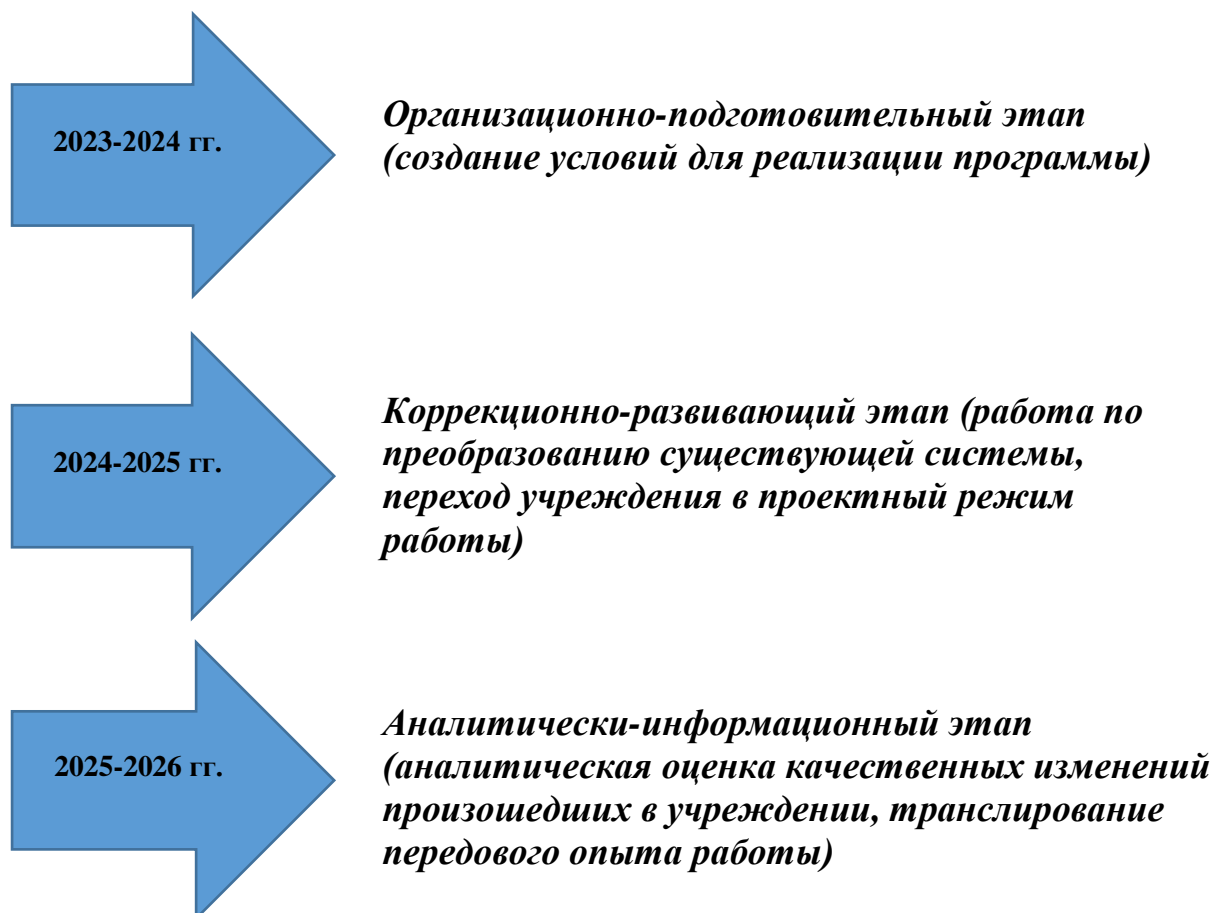 2023-2024 гг.
Организационно-подготовительный этап
(создание условий для реализации программы)
2024-2025 гг.
Коррекционно-развивающий этап (работа по
преобразованию существующей системы,
переход учреждения в проектный режим
работы)
2025-2026 гг.
Аналитически-информационный этап
(аналитическая оценка качественных изменений
произошедших в учреждении, транслирование
передового опыта работы)